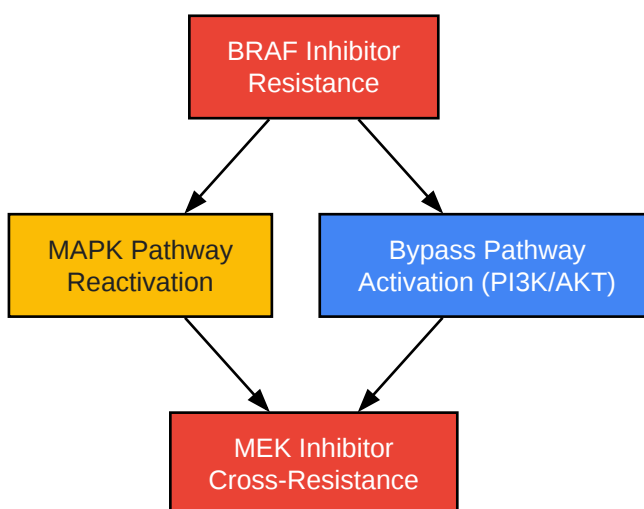 BRAF Inhibitor
Resistance
MAPK Pathway
Reactivation
Bypass Pathway
Activation (PI3K/AKT)
MEK Inhibitor
Cross-Resistance